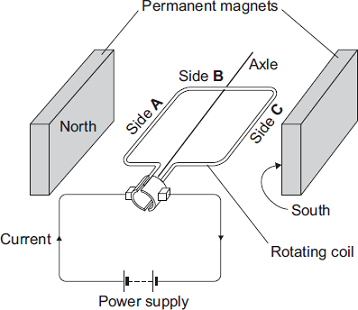 Permanent magnets
Axle
Side B
Side A
Side C
North
South
Current
Rotating coil
Power supply